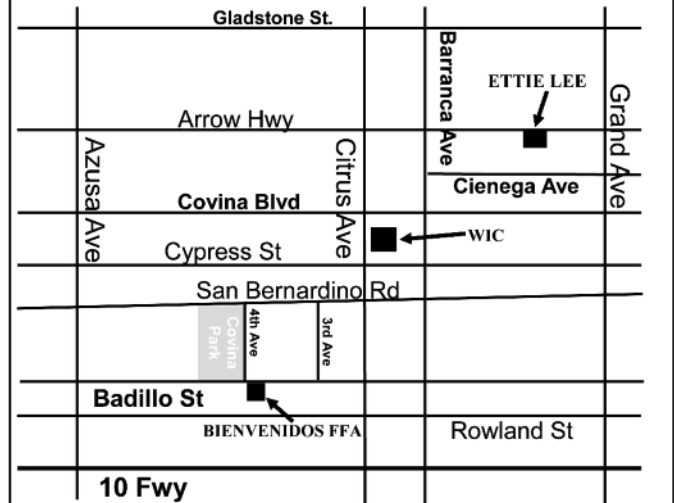 Gladstone St.
Barranca Ave
ETTIE LEE
Grand Ave
Arrow Hwy
Azusa Ave
Citrus Ave
Cienega Ave
Covina Blvd
WIC
Cypress St
San Bernardino Rd
Covina
Park
4th Ave
3rd Ave
Badillo St
BIENVENIDOS FFA
Rowland St
10 Fwy